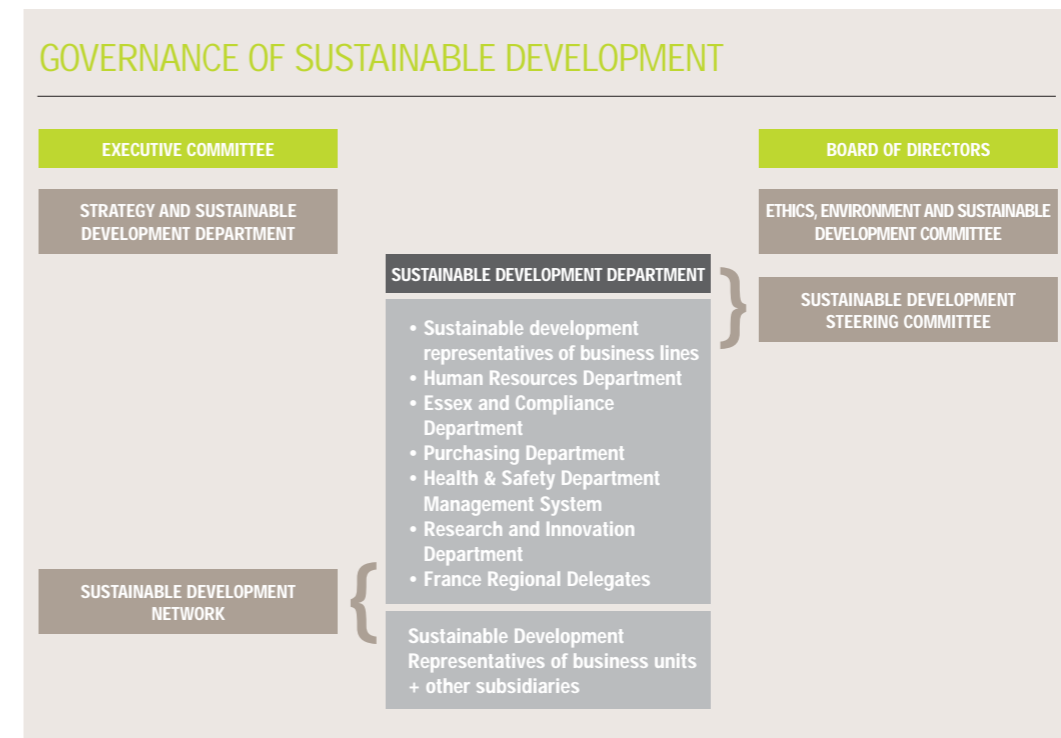 GOVERNANCE OF SUSTAINABLE DEVELOPMENT
EXECUTIVE COMMITTEE
STRATEGY AND SUSTAINABLE
DEVELOPMENT DEPARTMENT
BOARD OF DIRECTORS
ETHICS, ENVIRONMENT AND SUSTAINABLE
DEVELOPMENT COMMITTEE
SUSTAINABLE DEVELOPMENT DEPARTMENT
}
SUSTAINABLE DEVELOPMENT
STEERING COMMITTEE
• Sustainable development
representatives of business lines
• Human Resources Department
• Essex and Compliance
Department
• Purchasing Department
• Health & Safety Department
Management System
• Research and Innovation
Department
• France Regional Delegates
SUSTAINABLE DEVELOPMENT
NETWORK
{
Sustainable Development
Representatives of business units
+ other subsidiaries